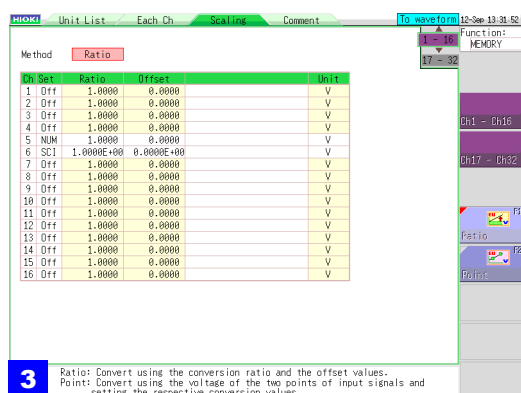 HIOKI Unit List Each Ch Scaling Comment To waveform 12-Sep 13:31:52
Function:
MEMORY
1 - 16
17 - 32
Method Ratio
Ch Set Ratio Offset Unit
1 Off 1.0000 0.0000 V
2 Off 1.0000 0.0000 V
3 Off 1.0000 0.0000 V
4 Off 1.0000 0.0000 V
5 NUM 1.0000 0.0000 V
6 SCI 1.0000E+00 0.0000E+00 V
7 Off 1.0000 0.0000 V
8 Off 1.0000 0.0000 V
9 Off 1.0000 0.0000 V
10 Off 1.0000 0.0000 V
11 Off 1.0000 0.0000 V
12 Off 1.0000 0.0000 V
13 Off 1.0000 0.0000 V
14 Off 1.0000 0.0000 V
15 Off 1.0000 0.0000 V
16 Off 1.0000 0.0000 V
Ch1 - Ch16
Ch17 - Ch32
F1
EU
V
Ratio
F2
EU
V
Point
3
Ratio: Convert using the conversion ratio and the offset values.
Point: Convert using the voltage of the two points of input signals and
setting the respective conversion values.